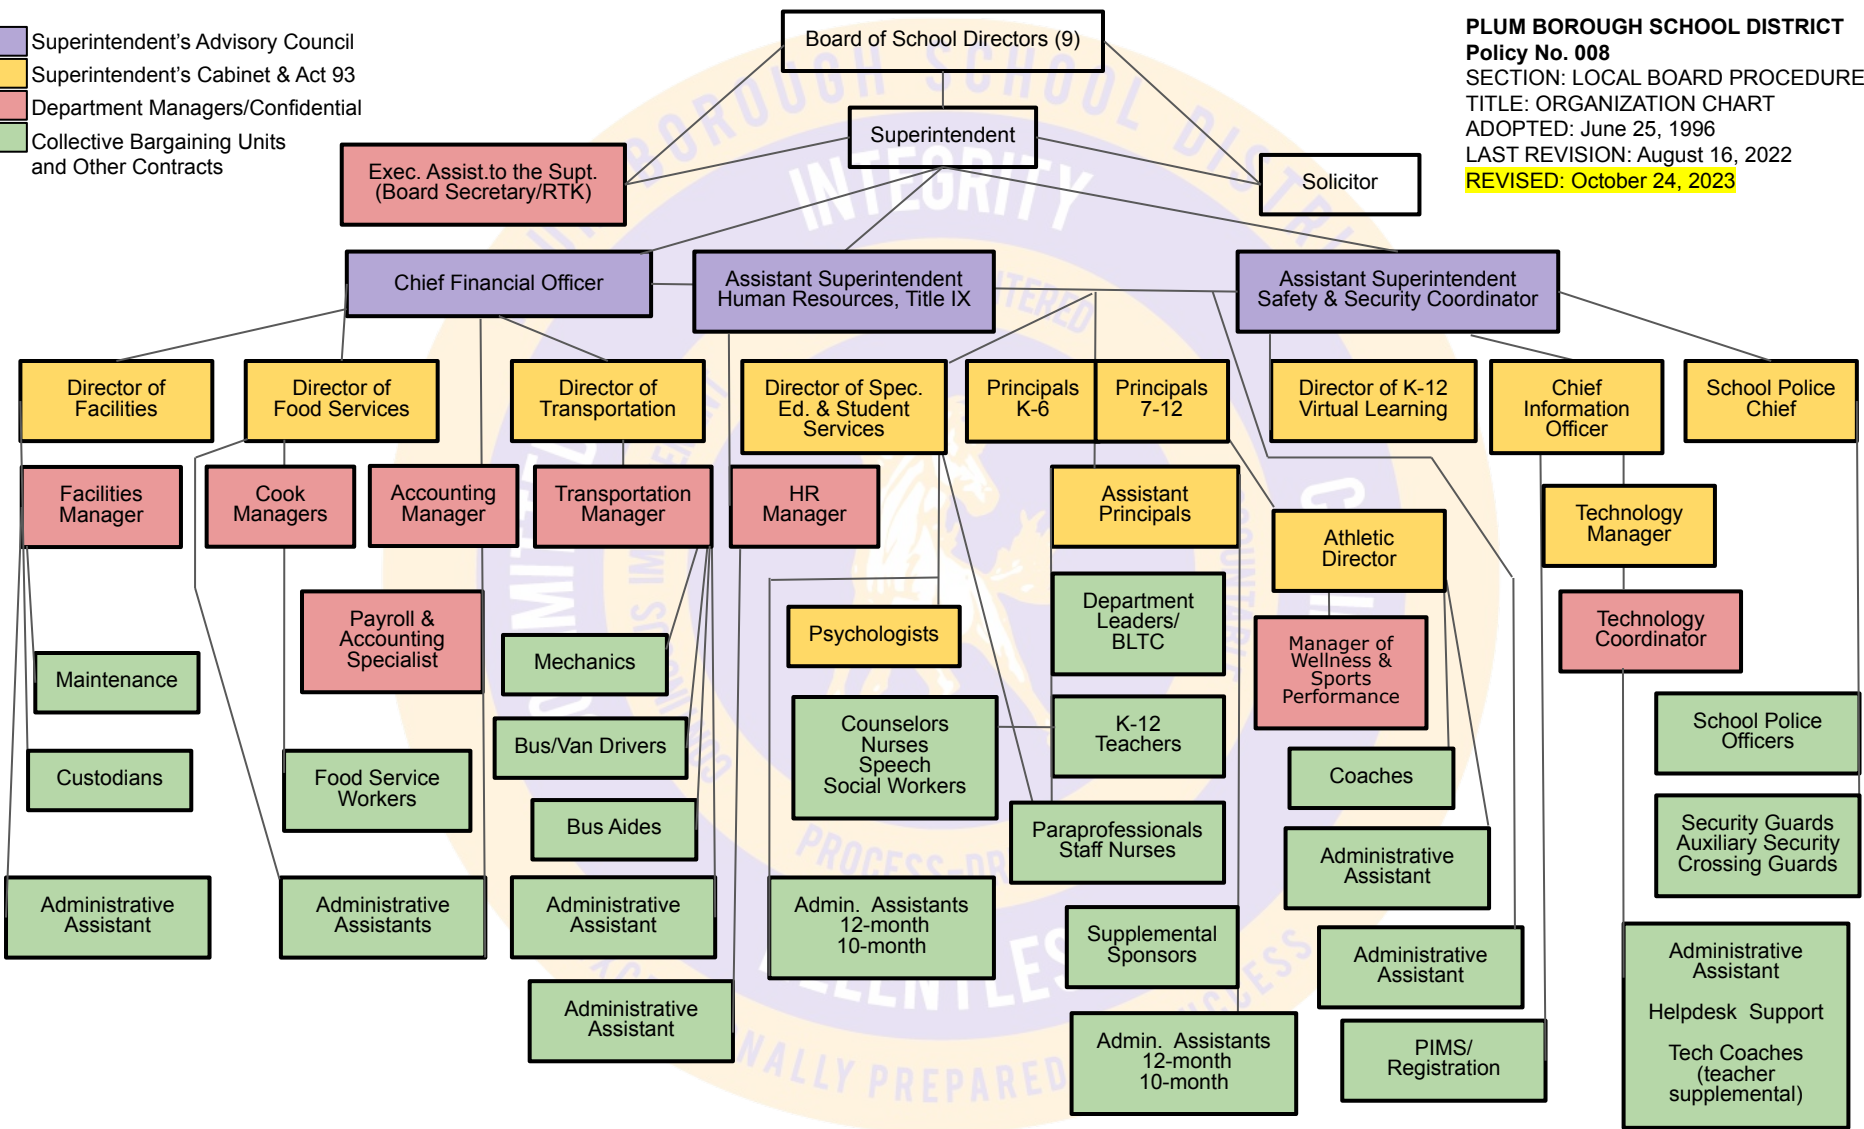 Superintendent's Advisory Council
Superintendent's Cabinet & Act 93
Department Managers/Confidential
Collective Bargaining Units
and Other Contracts
Board of School Directors (9)
PLUM BOROUGH SCHOOL DISTRICT
Policy No. 008
SECTION: LOCAL BOARD PROCEDURE
TITLE: ORGANIZATION CHART
ADOPTED: June 25, 1996
LAST REVISION: August 16, 2022
REVISED: October 24, 2023
Superintendent
Exec. Assist.to the Supt.
(Board Secretary/RTK)
Solicitor
Chief Financial Officer
Assistant Superintendent
Human Resources, Title IX
Assistant Superintendent
Safety & Security Coordinator
Director of
Facilities
Director of
Food Services
Director of
Transportation
Director of Spec.
Ed. & Student
Services
Principals
K-6
Principals
7-12
Director of K-12
Virtual Learning
Chief
Information
Officer
School Police
Chief
Facilities
Manager
Cook
Managers
Accounting
Manager
Transportation
Manager
HR
Manager
Assistant
Principals
Athletic
Director
Technology
Manager
Payroll &
Accounting
Specialist
Mechanics
Psychologists
Department
Leaders/
BLTC
Manager of
Wellness &
Sports
Performance
Technology
Coordinator
Maintenance
Bus/Van Drivers
Counselors
Nurses
Speech
Social Workers
K-12
Teachers
School Police
Officers
Custodians
Food Service
Workers
Bus Aides
Paraprofessionals
Staff Nurses
Coaches
Administrative
Assistant
Security Guards
Auxiliary Security
Crossing Guards
Administrative
Assistant
Administrative
Assistants
Administrative
Assistant
Admin. Assistants
12-month
10-month
Supplemental
Sponsors
Administrative
Assistant
Administrative
Assistant
Helpdesk Support
Tech Coaches
(teacher
supplemental)
Administrative
Assistant
Admin. Assistants
12-month
10-month
PIMS/
Registration
BOROUGH SCHOOL DISTRI
INTEGRITY
PREPARED